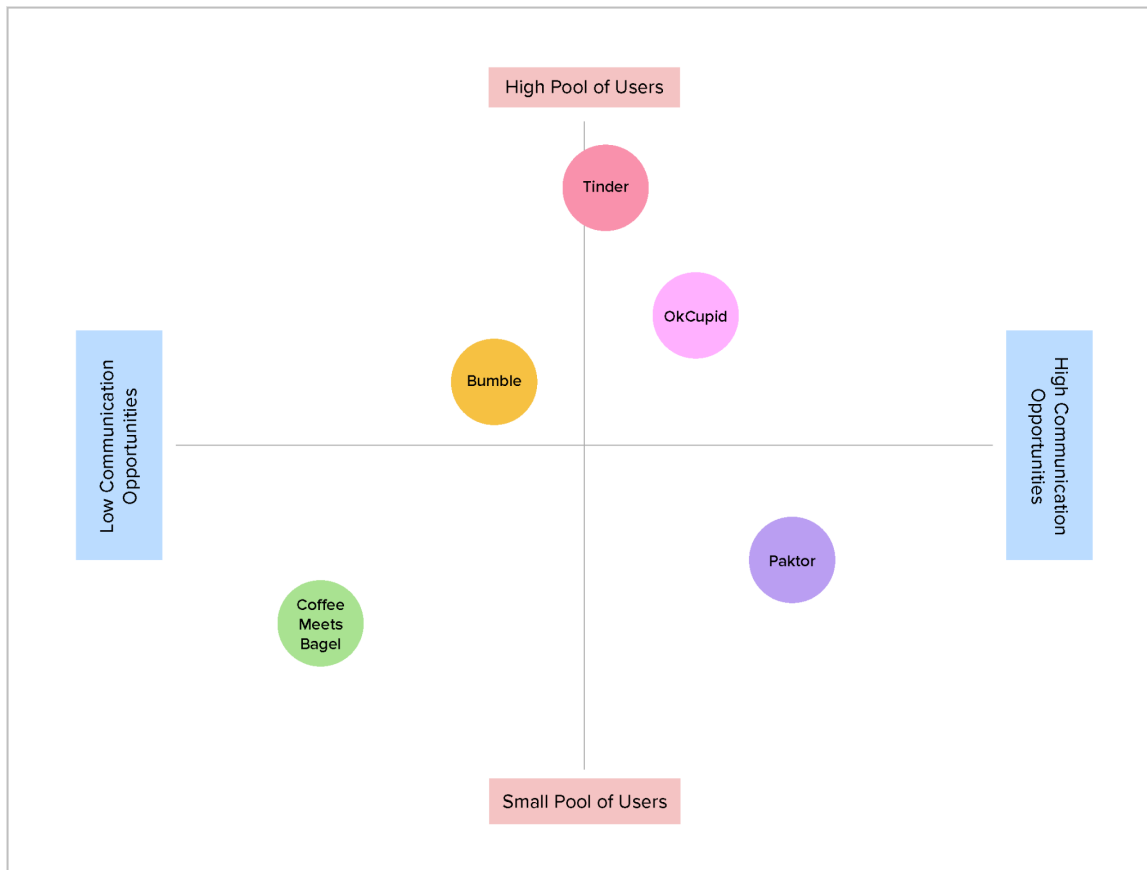 High Pool of Users
Tinder
OkCupid
Bumble
Low Communication
Opportunities
High Communication
Opportunities
Paktor
Coffee
Meets
Bagel
Small Pool of Users